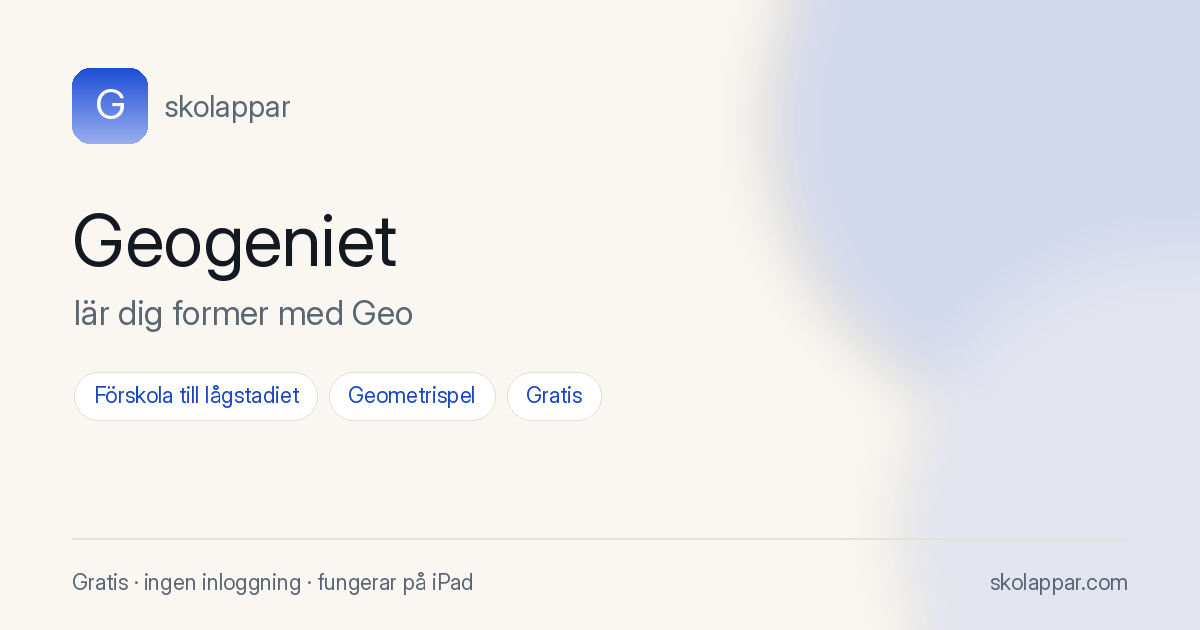 G
skolappar
Geogeniet
lär dig former med Geo
Förskola till lågstadiet
Geometrispel
Gratis
Gratis · ingen inloggning · fungerar på iPad
skolappar.com